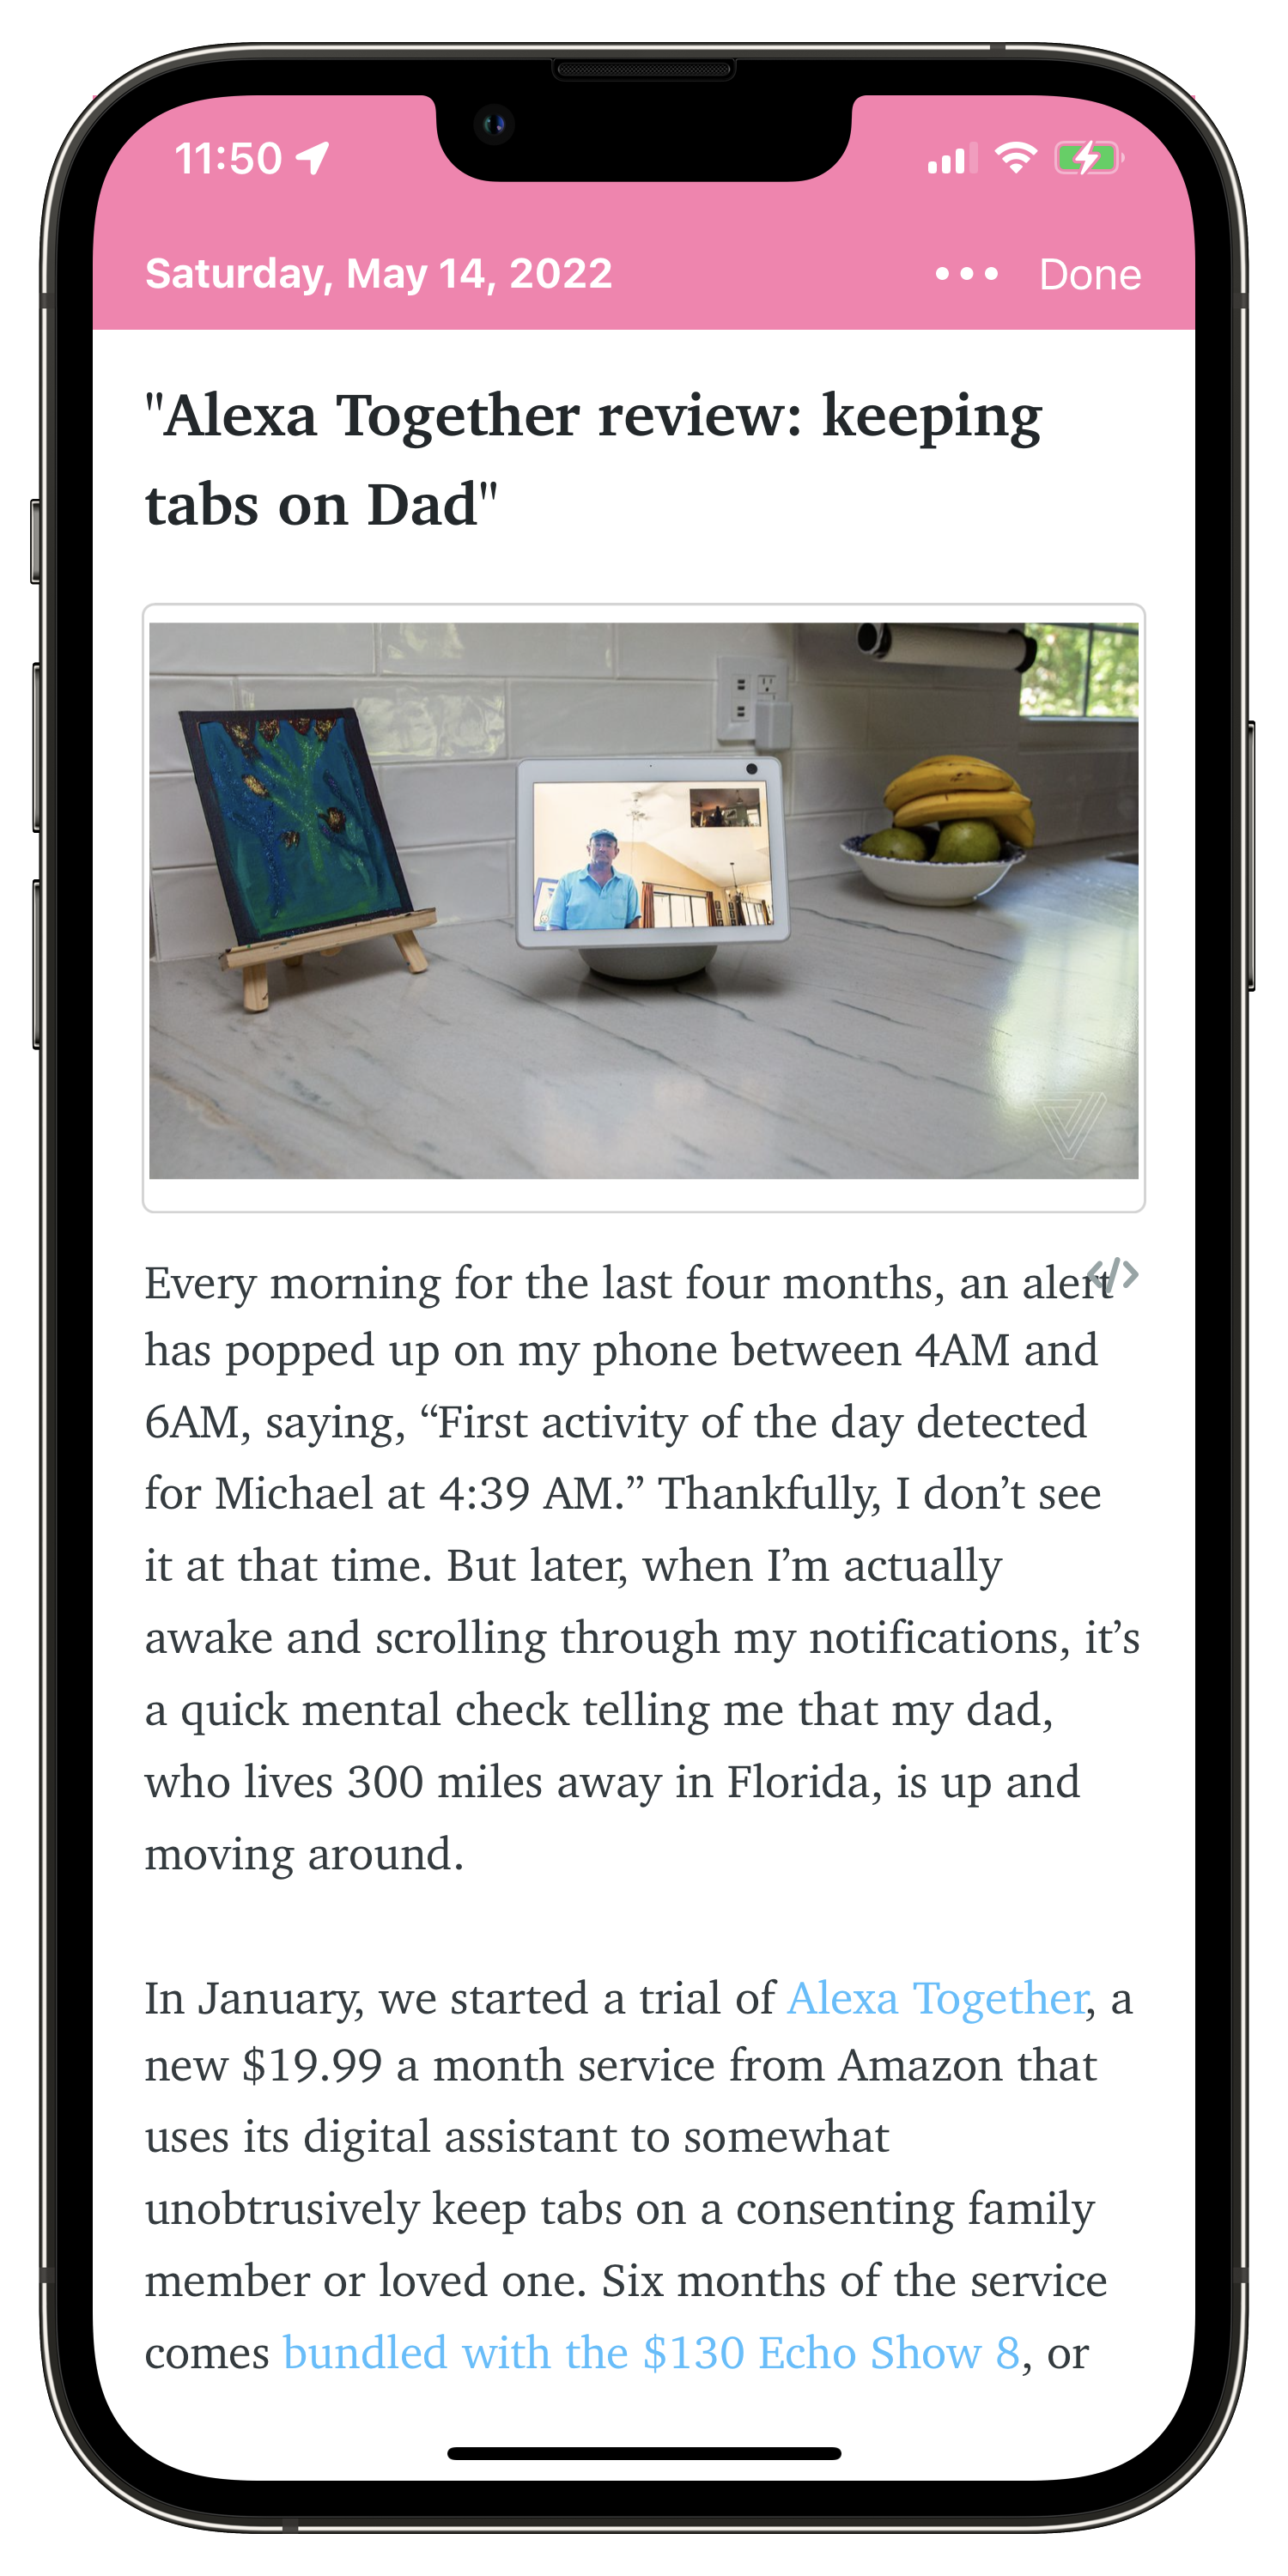 11:50
Saturday, May 14, 2022
Done
"Alexa Together review: keeping
tabs on Dad"
Every morning for the last four months, an alert
has popped up on my phone between 4AM and
6AM, saying, “First activity of the day detected
for Michael at 4:39 AM.” Thankfully, I don’t see
it at that time. But later, when I’m actually
awake and scrolling through my notifications, it’s
a quick mental check telling me that my dad,
who lives 300 miles away in Florida, is up and
moving around.
In January, we started a trial of Alexa Together, a
new $19.99 a month service from Amazon that
uses its digital assistant to somewhat
unobtrusively keep tabs on a consenting family
member or loved one. Six months of the service
comes bundled with the $130 Echo Show 8, or